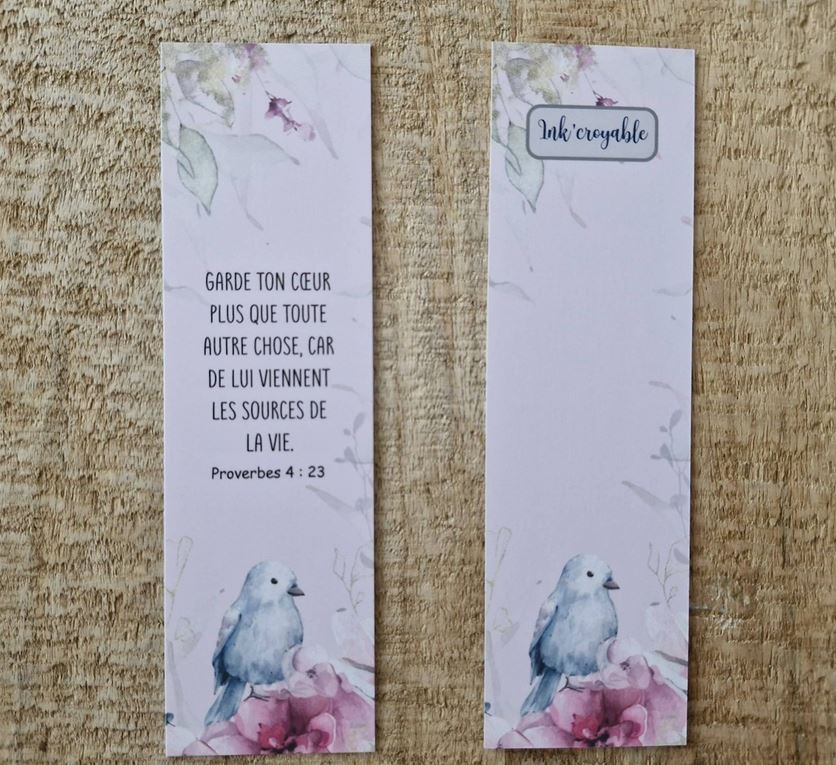 GARDE TON CŒUR
PLUS QUE TOUTE
AUTRE CHOSE, CAR
DE LUI VIENNENT
LES SOURCES DE
LA VIE.
Proverbes 4 : 23
Ink'croyable